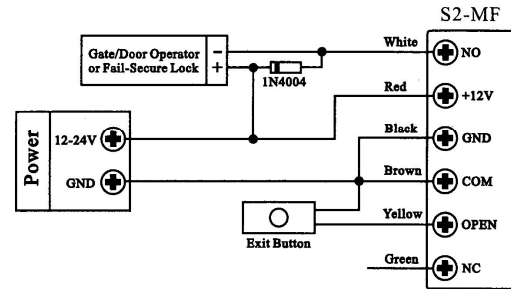 S2-MF
Gate/Door Operator
or Fail-Secure Lock
−
+
1N4004
White
NO
Red
+12V
Black
GND
Brown
COM
Yellow
OPEN
Green
NC
Power
12-24V
GND
Exit Button